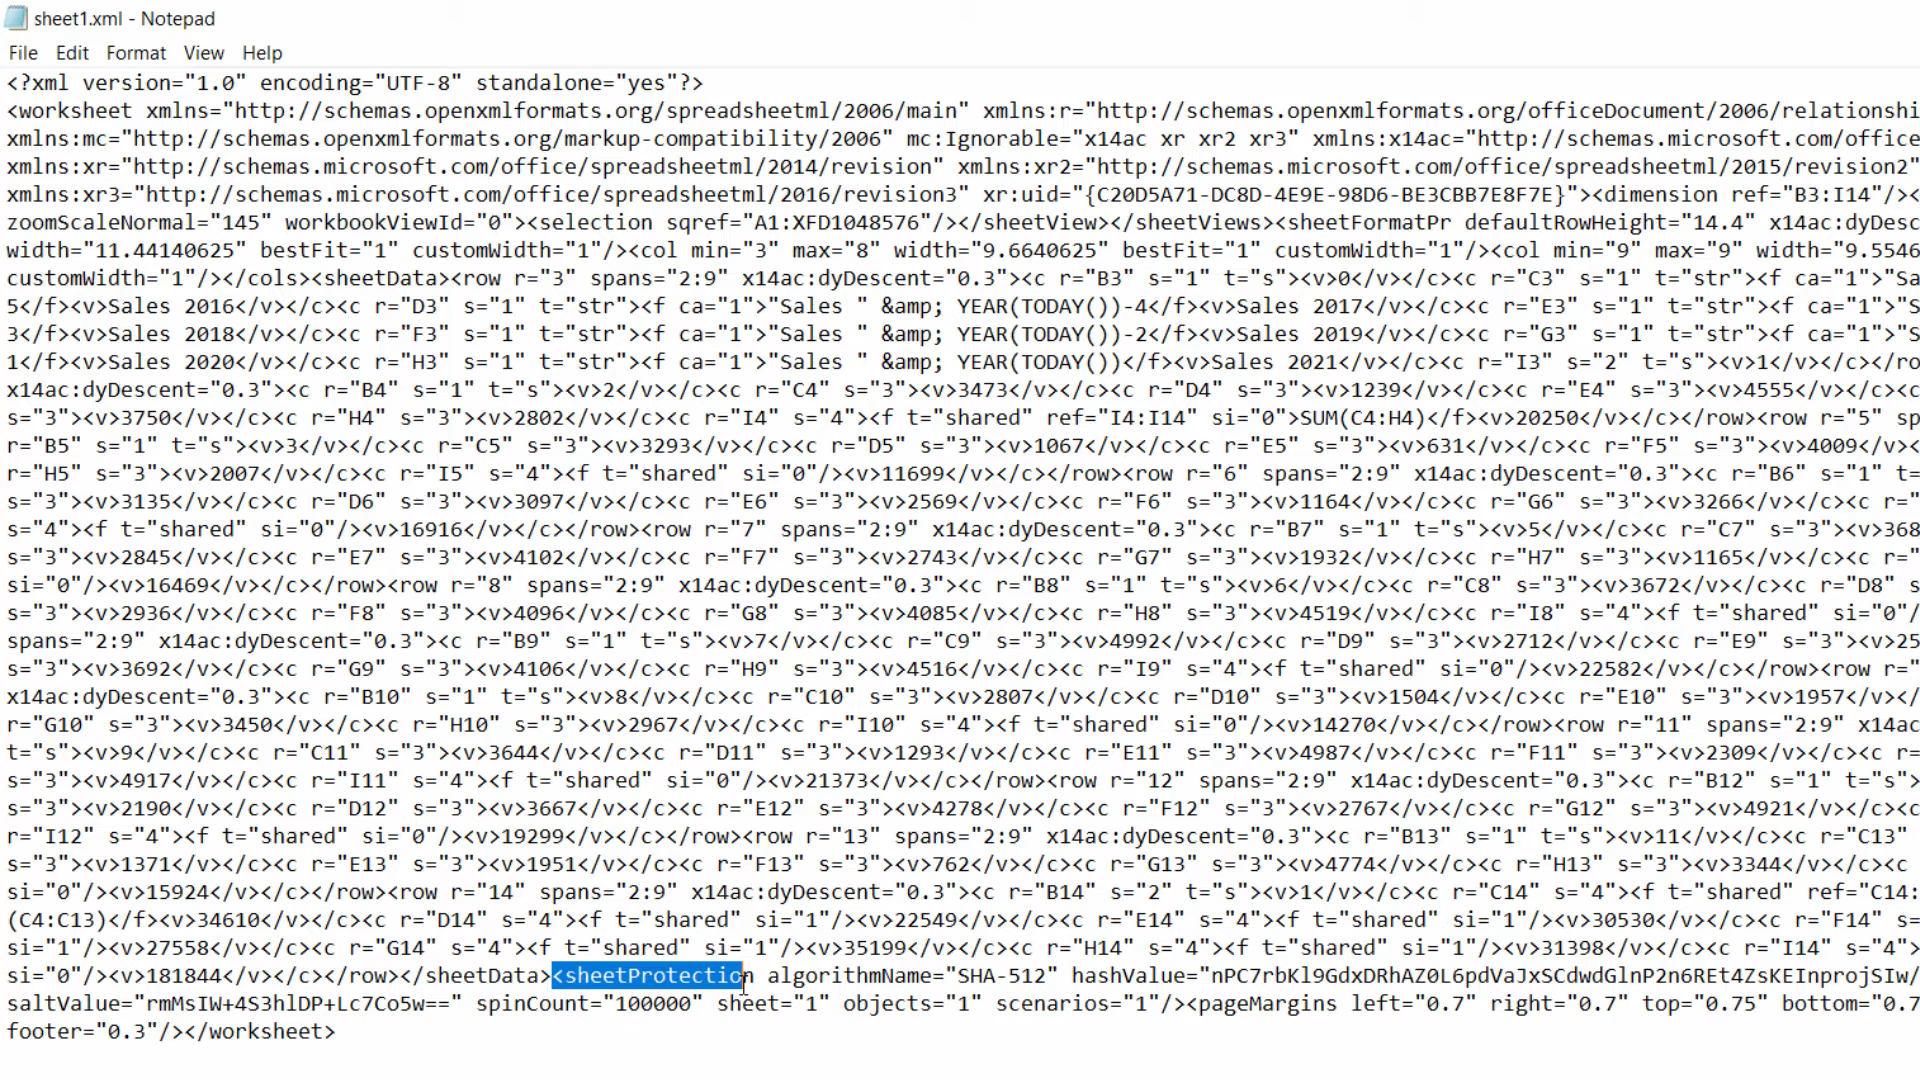 sheet1.xml - Notepad
File Edit Format View Help
<?xml version="1.0" encoding="UTF-8" standalone="yes"?>
<worksheet xmlns="http://schemas.openxmlformats.org/spreadsheetml/2006/main" xmlns:r="http://schemas.openxmlformats.org/officeDocument/2006/relationshi
xmlns:mc="http://schemas.openxmlformats.org/markup-compatibility/2006" mc:Ignorable="x14ac xr xr2 xr3" xmlns:x14ac="http://schemas.microsoft.com/office
xmlns:xr="http://schemas.microsoft.com/office/spreadsheetml/2014/revision" xmlns:xr2="http://schemas.microsoft.com/office/spreadsheetml/2015/revision2"
xmlns:xr3="http://schemas.microsoft.com/office/spreadsheetml/2016/revision3" xr:uid="{C20D5A71-DC8D-4E9E-98D6-BE3CBB7E8F7E}"><dimension ref="B3:I14"/><
zoomScaleNormal="145" workbookViewId="0"><selection sqref="A1:XFD1048576"/></sheetView></sheetViews><sheetFormatPr defaultRowHeight="14.4" x14ac:dyDesc
width="11.44140625" bestFit="1" customWidth="1"/><col min="3" max="8" width="9.6640625" bestFit="1" customWidth="1"/><col min="9" max="9" width="9.5546
customWidth="1"/></cols><sheetData><row r="3" spans="2:9" x14ac:dyDescent="0.3"><c r="B3" s="1" t="s"><v>0</v></c><c r="C3" s="1" t="str"><f ca="1">"Sa
5</f><v>Sales 2016</v></c><c r="D3" s="1" t="str"><f ca="1">"Sales " &amp; YEAR(TODAY())-4</f><v>Sales 2017</v></c><c r="E3" s="1" t="str"><f ca="1">"S
3</f><v>Sales 2018</v></c><c r="F3" s="1" t="str"><f ca="1">"Sales " &amp; YEAR(TODAY())-2</f><v>Sales 2019</v></c><c r="G3" s="1" t="str"><f ca="1">"S
1</f><v>Sales 2020</v></c><c r="H3" s="1" t="str"><f ca="1">"Sales " &amp; YEAR(TODAY())</f><v>Sales 2021</v></c><c r="I3" s="2" t="s"><v>1</v></c></ro
x14ac:dyDescent="0.3"><c r="B4" s="1" t="s"><v>2</v></c><c r="C4" s="3"><v>3473</v></c><c r="D4" s="3"><v>1239</v></c><c r="E4" s="3"><v>4555</v></c><c
s="3"><v>3750</v></c><c r="H4" s="3"><v>2802</v></c><c r="I4" s="4"><f t="shared" ref="I4:I14" si="0">SUM(C4:H4)</f><v>20250</v></c></row><row r="5" sp
r="B5" s="1" t="s"><v>3</v></c><c r="C5" s="3"><v>3293</v></c><c r="D5" s="3"><v>1067</v></c><c r="E5" s="3"><v>631</v></c><c r="F5" s="3"><v>4009</v><
r="H5" s="3"><v>2007</v></c><c r="I5" s="4"><f t="shared" si="0"/><v>11699</v></c></row><row r="6" spans="2:9" x14ac:dyDescent="0.3"><c r="B6" s="1" t=
s="3"><v>3135</v></c><c r="D6" s="3"><v>3097</v></c><c r="E6" s="3"><v>2569</v></c><c r="F6" s="3"><v>1164</v></c><c r="G6" s="3"><v>3266</v></c><c r="
s="4"><f t="shared" si="0"/><v>16916</v></c></row><row r="7" spans="2:9" x14ac:dyDescent="0.3"><c r="B7" s="1" t="s"><v>5</v></c><c r="C7" s="3"><v>368
s="3"><v>2845</v></c><c r="E7" s="3"><v>4102</v></c><c r="F7" s="3"><v>2743</v></c><c r="G7" s="3"><v>1932</v></c><c r="H7" s="3"><v>1165</v></c><c r="
si="0"/><v>16469</v></c></row><row r="8" spans="2:9" x14ac:dyDescent="0.3"><c r="B8" s="1" t="s"><v>6</v></c><c r="C8" s="3"><v>3672</v></c><c r="D8" s
s="3"><v>2936</v></c><c r="F8" s="3"><v>4096</v></c><c r="G8" s="3"><v>4085</v></c><c r="H8" s="3"><v>4519</v></c><c r="I8" s="4"><f t="shared" si="0"/
spans="2:9" x14ac:dyDescent="0.3"><c r="B9" s="1" t="s"><v>7</v></c><c r="C9" s="3"><v>4992</v></c><c r="D9" s="3"><v>2712</v></c><c r="E9" s="3"><v>25
s="3"><v>3692</v></c><c r="G9" s="3"><v>4106</v></c><c r="H9" s="3"><v>4516</v></c><c r="I9" s="4"><f t="shared" si="0"/><v>22582</v></c></row><row r="
x14ac:dyDescent="0.3"><c r="B10" s="1" t="s"><v>8</v></c><c r="C10" s="3"><v>2807</v></c><c r="D10" s="3"><v>1504</v></c><c r="E10" s="3"><v>1957</v></
r="G10" s="3"><v>3450</v></c><c r="H10" s="3"><v>2967</v></c><c r="I10" s="4"><f t="shared" si="0"/><v>14270</v></c></row><row r="11" spans="2:9" x14ac
t="s"><v>9</v></c><c r="C11" s="3"><v>3644</v></c><c r="D11" s="3"><v>1293</v></c><c r="E11" s="3"><v>4987</v></c><c r="F11" s="3"><v>2309</v></c><c r=
s="3"><v>4917</v></c><c r="I11" s="4"><f t="shared" si="0"/><v>21373</v></c></row><row r="12" spans="2:9" x14ac:dyDescent="0.3"><c r="B12" s="1" t="s">
s="3"><v>2190</v></c><c r="D12" s="3"><v>3667</v></c><c r="E12" s="3"><v>4278</v></c><c r="F12" s="3"><v>2767</v></c><c r="G12" s="3"><v>4921</v></c><c
r="I12" s="4"><f t="shared" si="0"/><v>19299</v></c></row><row r="13" spans="2:9" x14ac:dyDescent="0.3"><c r="B13" s="1" t="s"><v>11</v></c><c r="C13"
s="3"><v>1371</v></c><c r="E13" s="3"><v>1951</v></c><c r="F13" s="3"><v>762</v></c><c r="G13" s="3"><v>4774</v></c><c r="H13" s="3"><v>3344</v></c><c
si="0"/><v>15924</v></c></row><row r="14" spans="2:9" x14ac:dyDescent="0.3"><c r="B14" s="2" t="s"><v>1</v></c><c r="C14" s="4"><f t="shared" ref="C14:
(C4:C13)</f><v>34610</v></c><c r="D14" s="4"><f t="shared" si="1"/><v>22549</v></c><c r="E14" s="4"><f t="shared" si="1"/><v>30530</v></c><c r="F14" s=
si="1"/><v>27558</v></c><c r="G14" s="4"><f t="shared" si="1"/><v>35199</v></c><c r="H14" s="4"><f t="shared" si="1"/><v>31398</v></c><c r="I14" s="4">
si="0"/><v>181844</v></c></row></sheetData><sheetProtection algorithmName="SHA-512" hashValue="nPC7rbKl9GdxDRhAZ0L6pdVaJxSCdwdGlnP2n6REt4ZsKEInprojSIw/
saltValue="rmMsIW+4S3hlDP+Lc7Co5w==" spinCount="100000" sheet="1" objects="1" scenarios="1"/><pageMargins left="0.7" right="0.7" top="0.75" bottom="0.7
footer="0.3"/></worksheet>